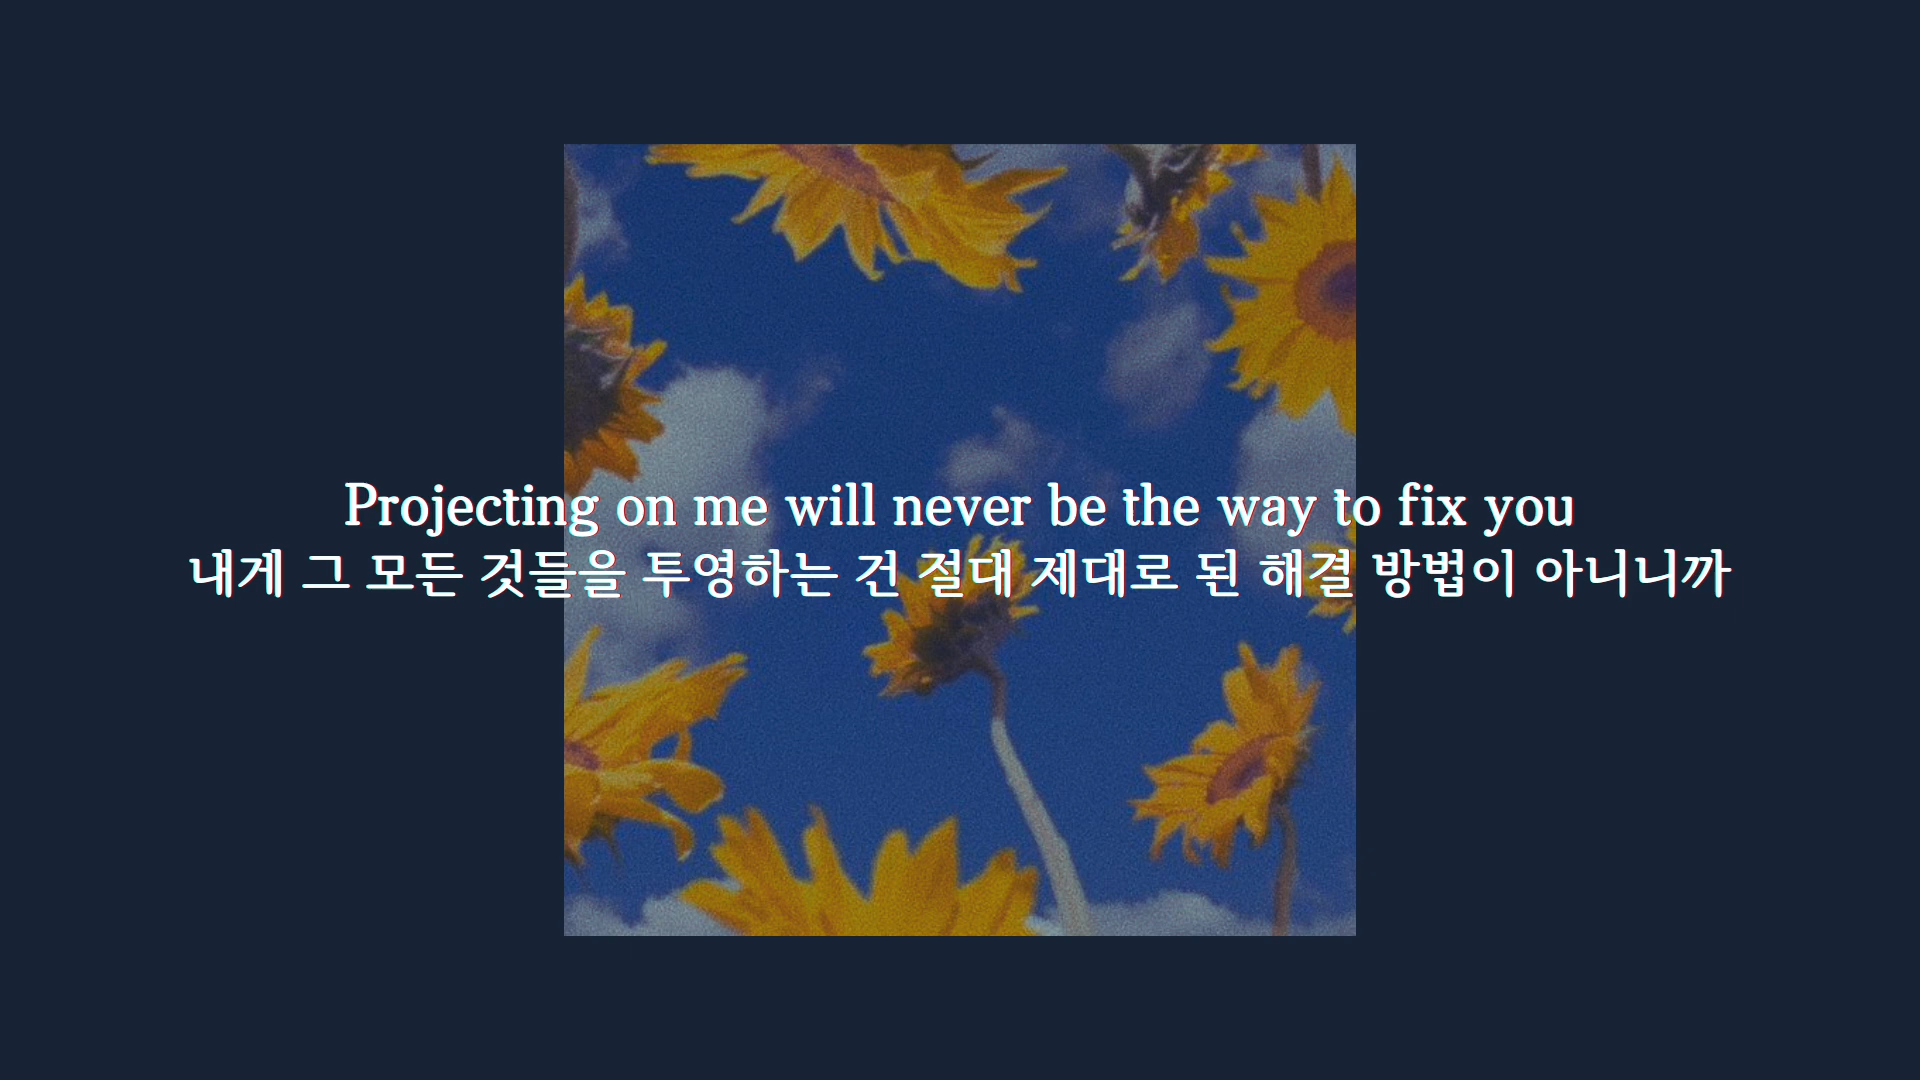 Projecting on me will never be the way to fix you
내게 그 모든 것들을 투영하는 건 절대 제대로 된 해결 방법이 아니니까